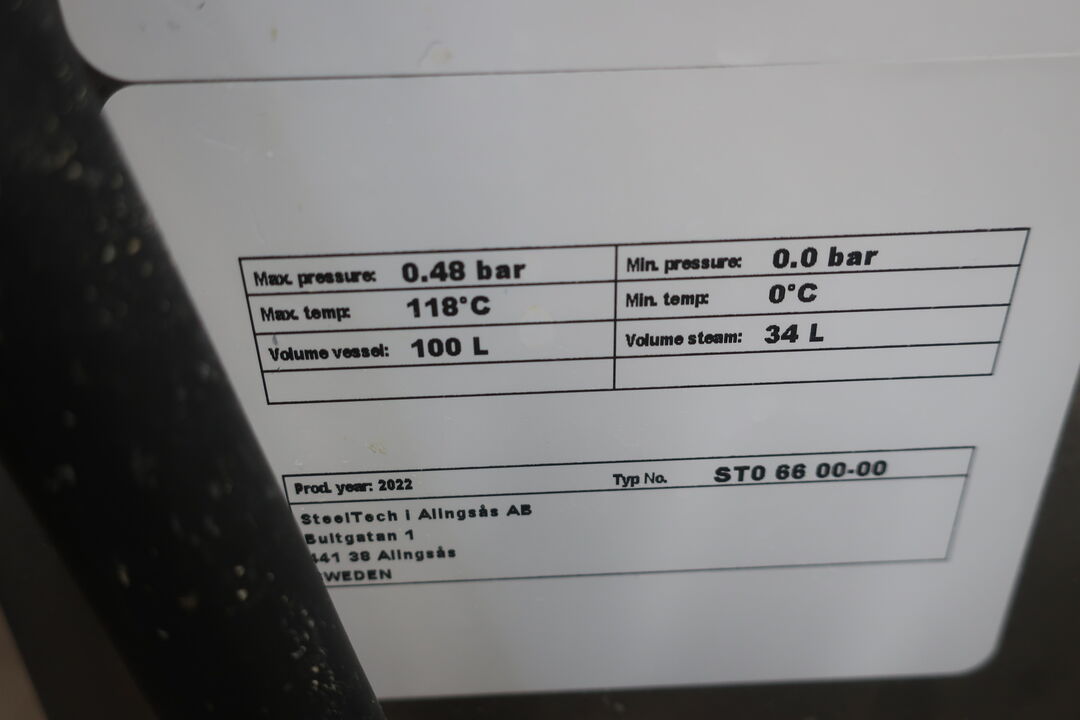 Max. pressure: 0.48 bar Min. pressure: 0.0 bar
Max. temp: 118°C Min. temp: 0°C
Volume vessel: 100 L Volume steam: 34 L
Prod. year: 2022 Typ No. ST0 66 00-00
SteelTech i Alingsås AB
Bultgatan 1
441 38 Alingsås
SWEDEN